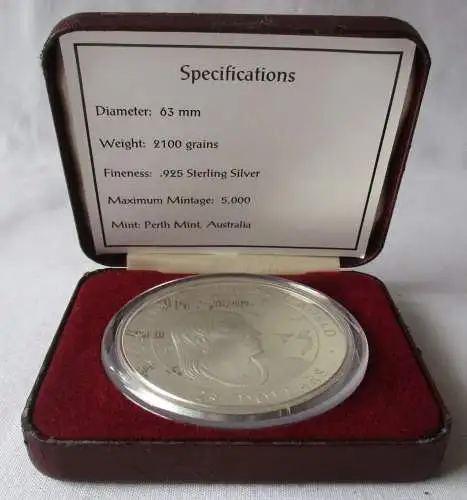 Specifications
Diameter: 63 mm
Weight: 2100 grains
Fineness: .925 Sterling Silver
Maximum Mintage: 5,000
Mint: Perth Mint, Australia